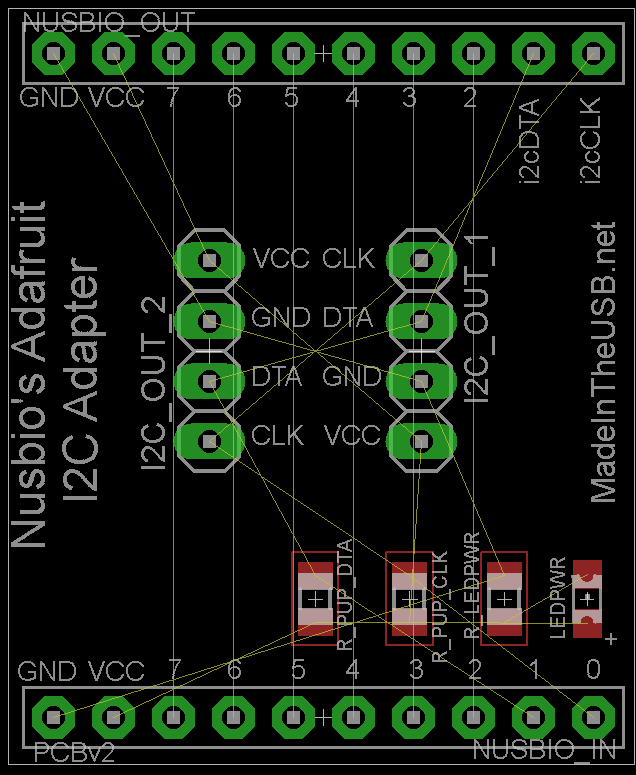 NUSBIO_OUT
GND VCC 7 6 5 4 3 2 i2cDTA i2cCLK
Nusbio's Adafruit
I2C Adapter
I2C_OUT_2
VCC CLK
GND DTA
DTA GND
CLK VCC
I2C_OUT_1
MadeInTheUSB.net
R_PUP_DTA
R_PUP_CLK
R_LEDPWR
LEDPWR
+
GND VCC 7 6 5 4 3 2 1 0
PCBv2
NUSBIO_IN